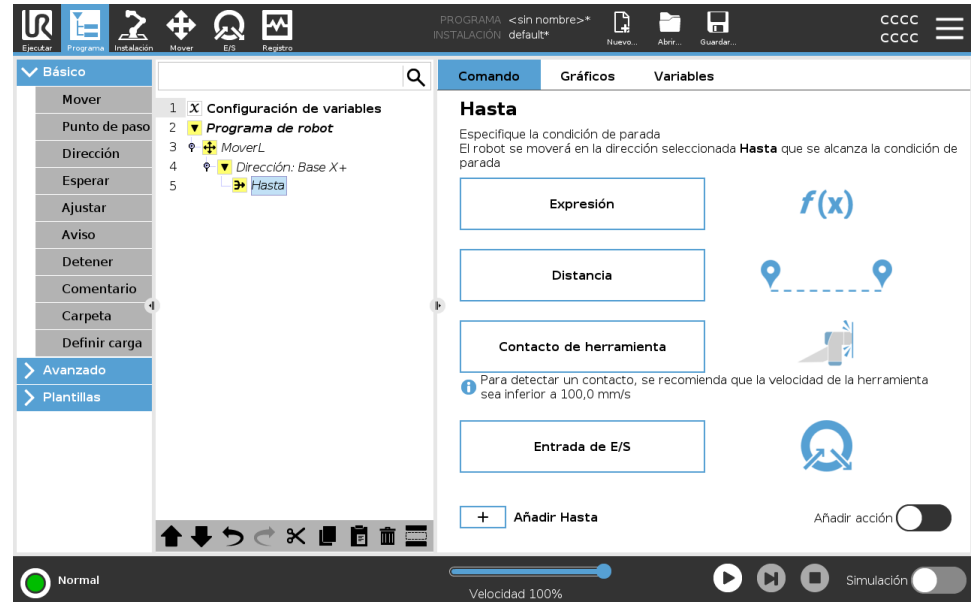 PROGRAMA <sin nombre>*
INSTALACIÓN default*
CCCC
CCCC
Ejecutar Programa Instalación Mover E/S Registro Nuevo... Abrir... Guardar...
Básico
Mover
Punto de paso
Dirección
Esperar
Ajustar
Aviso
Detener
Comentario
Carpeta
Definir carga
Avanzado
Plantillas
1 X Configuración de variables
2 Programa de robot
3 MoverL
4 Dirección: Base X+
5 Hasta
Comando Gráficos Variables
Hasta
Especifique la condición de parada
El robot se moverá en la dirección seleccionada Hasta que se alcanza la condición de
parada
Expresión f(x)
Distancia
Contacto de herramienta
Para detectar un contacto, se recomienda que la velocidad de la herramienta
sea inferior a 100,0 mm/s
Entrada de E/S
+ Añadir Hasta Añadir acción
Normal
Velocidad 100%
Simulación